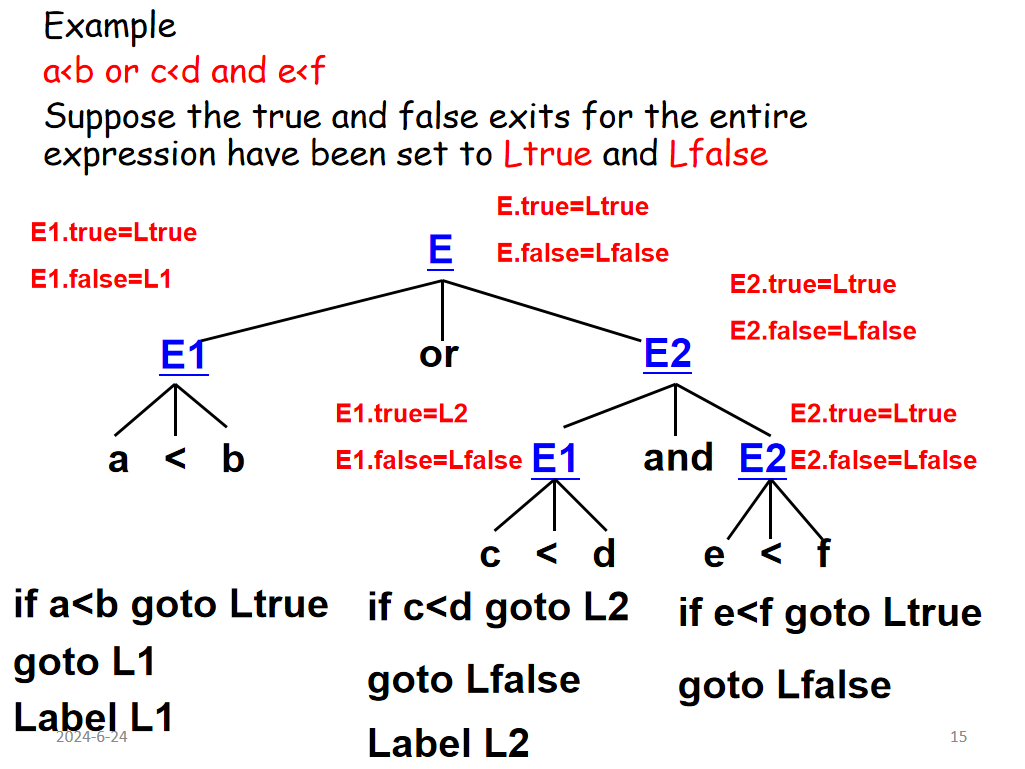 Example
a<b or c<d and e<f
Suppose the true and false exits for the entire
expression have been set to Ltrue and Lfalse
E.true=Ltrue
E1.true=Ltrue
E
E.false=Lfalse
E1.false=L1
E2.true=Ltrue
E2.false=Lfalse
E1 or E2
E1.true=L2
E2.true=Ltrue
a < b
E1.false=Lfalse E1 and E2 E2.false=Lfalse
c < d e < f
if a<b goto Ltrue
goto L1
Label L1
if c<d goto L2
goto Lfalse
Label L2
if e<f goto Ltrue
goto Lfalse
2024-6-24
15